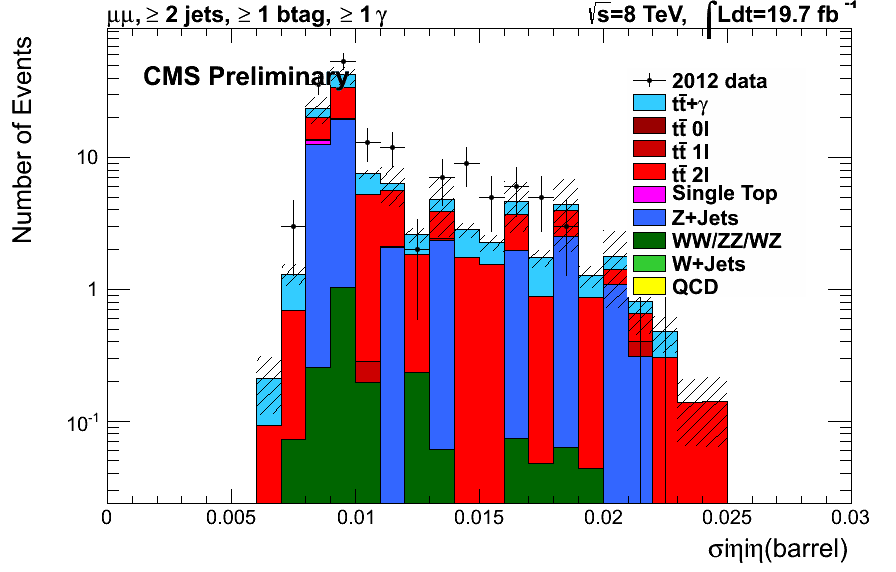 μμ, ≥ 2 jets, ≥ 1 btag, ≥ 1 γ
√s=8 TeV, ∫Ldt=19.7 fb⁻¹
CMS Preliminary
Number of Events
2012 data
tt̄+γ
tt̄ 0l
tt̄ 1l
tt̄ 2l
Single Top
Z+Jets
WW/ZZ/WZ
W+Jets
QCD
10
1
10⁻¹
0 0.005 0.01 0.015 0.02 0.025 0.03
σiηiη(barrel)